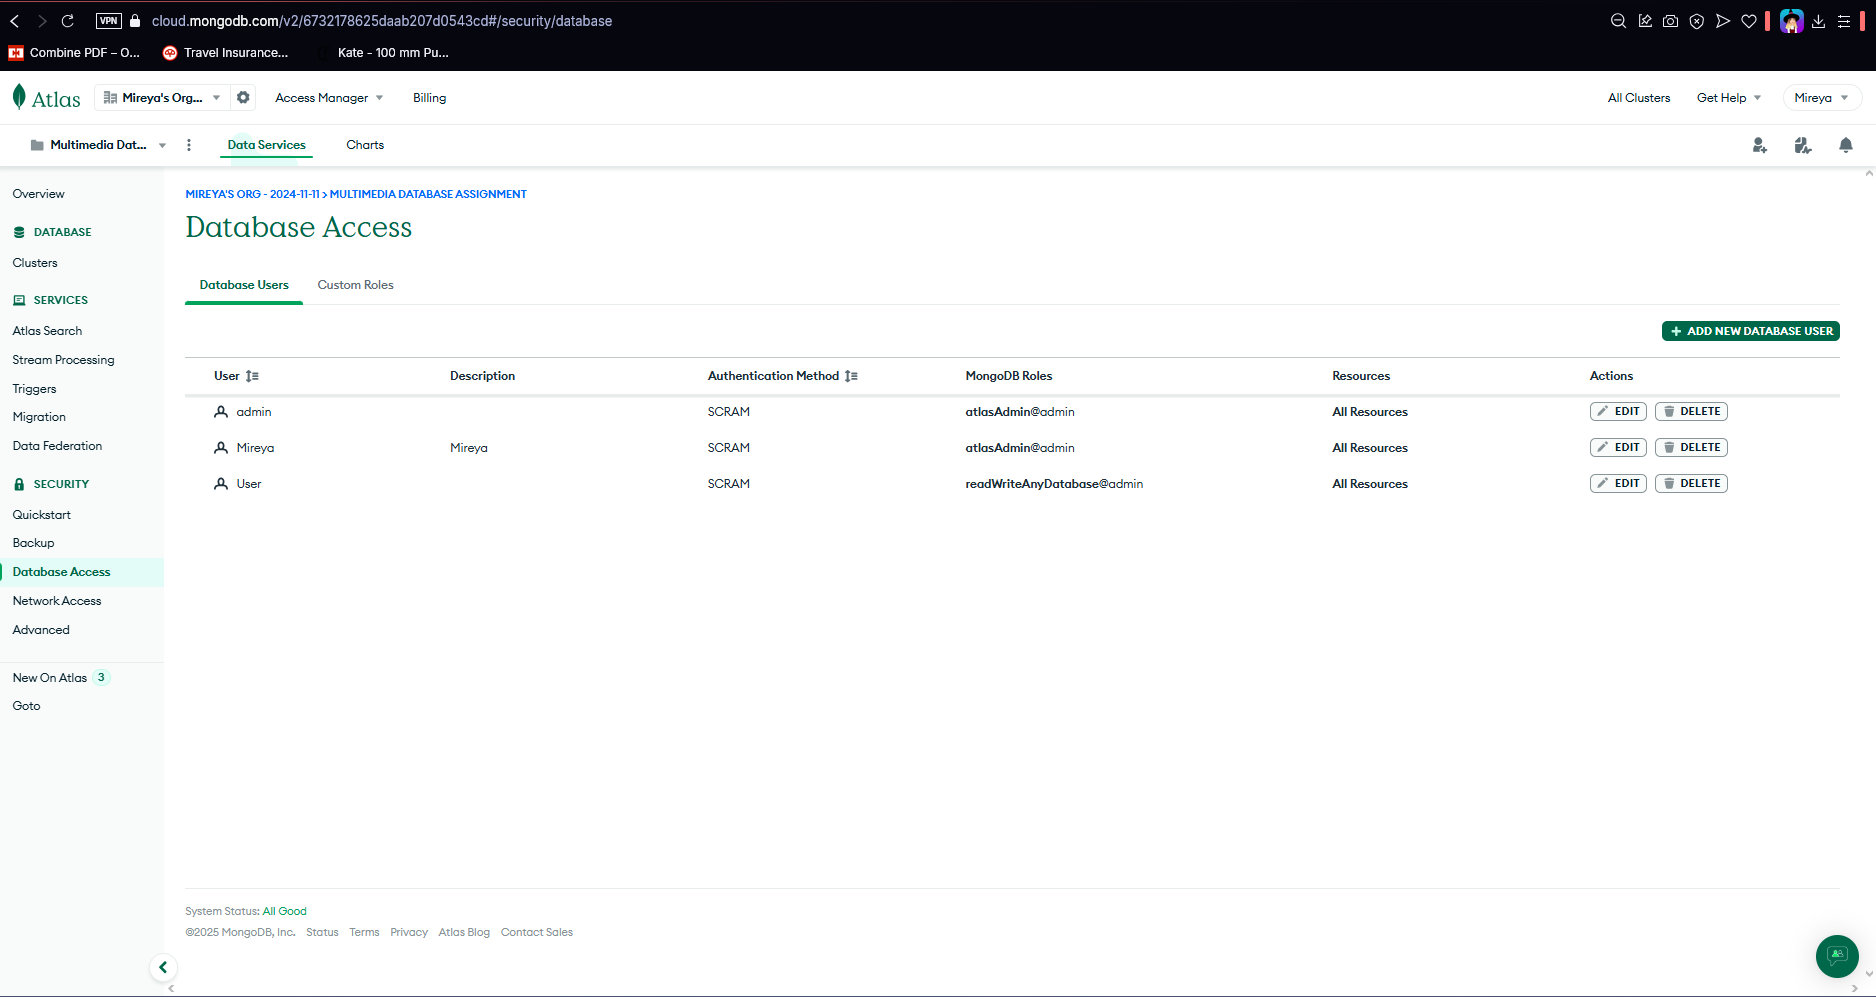 VPN cloud.mongodb.com/v2/6732178625daab207d0543cd#/security/database
Combine PDF – O... Travel Insurance... Kate - 100 mm Pu...
Atlas Mireya's Org... Access Manager Billing All Clusters Get Help Mireya
Multimedia Dat... Data Services Charts
Overview
DATABASE
Clusters
SERVICES
Atlas Search
Stream Processing
Triggers
Migration
Data Federation
SECURITY
Quickstart
Backup
Database Access
Network Access
Advanced
New On Atlas 3
Goto
MIREYA'S ORG - 2024-11-11 > MULTIMEDIA DATABASE ASSIGNMENT
Database Access
Database Users Custom Roles
+ ADD NEW DATABASE USER
User Description Authentication Method MongoDB Roles Resources Actions
admin SCRAM atlasAdmin@admin All Resources EDIT DELETE
Mireya Mireya SCRAM atlasAdmin@admin All Resources EDIT DELETE
User SCRAM readWriteAnyDatabase@admin All Resources EDIT DELETE
System Status: All Good
©2025 MongoDB, Inc. Status Terms Privacy Atlas Blog Contact Sales